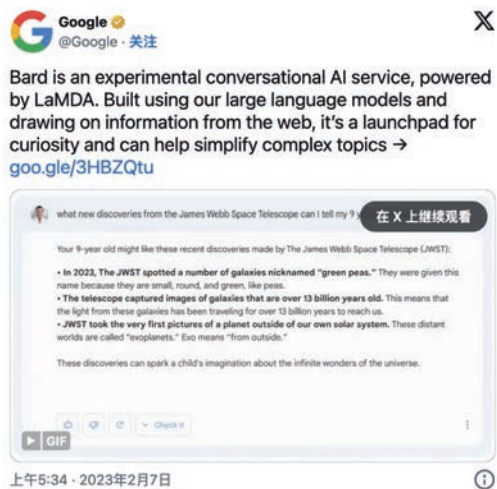 Google
@Google · 关注
Bard is an experimental conversational AI service, powered
by LaMDA. Built using our large language models and
drawing on information from the web, it's a launchpad for
curiosity and can help simplify complex topics →
goo.gle/3HBZQtu
what new discoveries from the James Webb Space Telescope can I tell my 9 y
在 X 上继续观看
Your 9-year old might like these recent discoveries made by The James Webb Space Telescope (JWST):
• In 2023, The JWST spotted a number of galaxies nicknamed "green peas." They were given this
name because they are small, round, and green, like peas.
• The telescope captured images of galaxies that are over 13 billion years old. This means that
the light from these galaxies has been traveling for over 13 billion years to reach us.
• JWST took the very first pictures of a planet outside of our own solar system. These distant
worlds are called "exoplanets." Exo means "from outside."
These discoveries can spark a child's imagination about the infinite wonders of the universe.
Check it
GIF
上午5:34 · 2023年2月7日